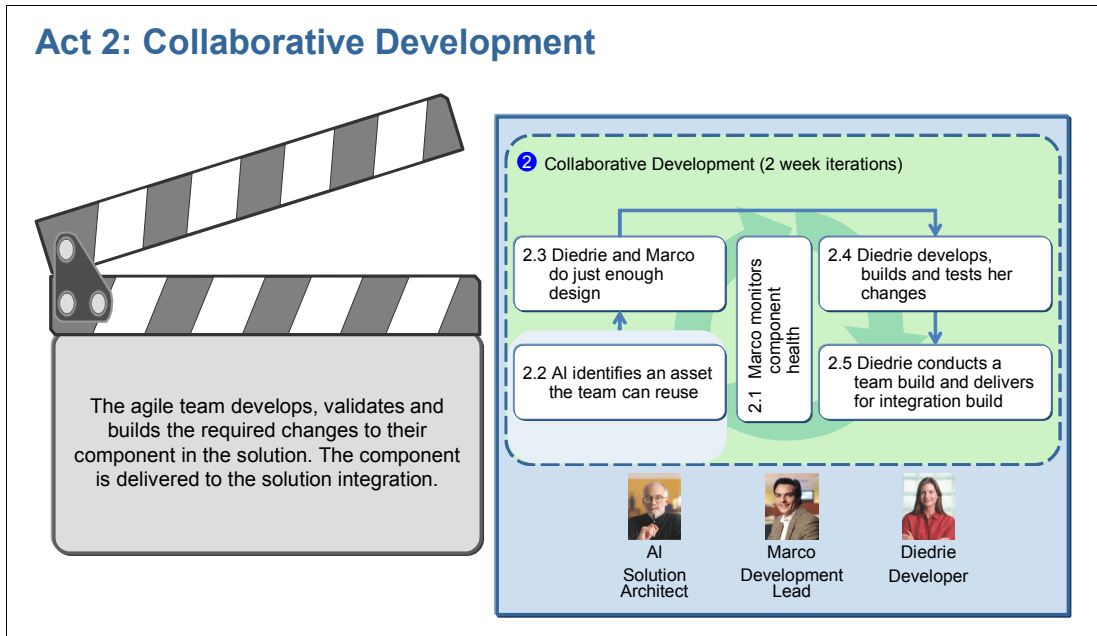 Act 2: Collaborative Development
The agile team develops, validates and
builds the required changes to their
component in the solution. The component
is delivered to the solution integration.
2 Collaborative Development (2 week iterations)
2.3 Diedrie and Marco
do just enough
design
2.2 Al identifies an asset
the team can reuse
2.1 Marco monitors
component
health
2.4 Diedrie develops,
builds and tests her
changes
2.5 Diedrie conducts a
team build and delivers
for integration build
Al
Solution
Architect
Marco
Development
Lead
Diedrie
Developer